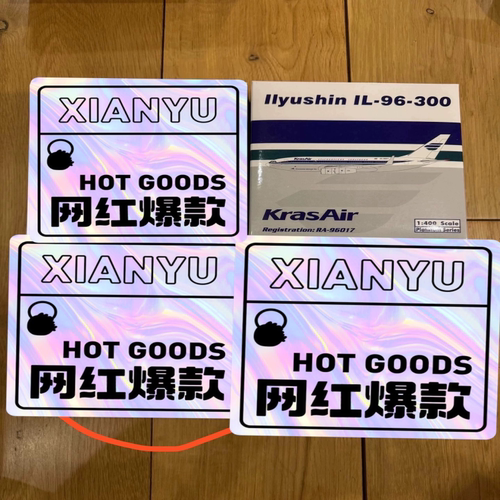 XIANYU
HOT GOODS
网红爆款
Ilyushin IL-96-300
KrasAir
Registration: RA-96017
1:400 Scale
Platinum Series
XIANYU
HOT GOODS
网红爆款
XIANYU
HOT GOODS
网红爆款